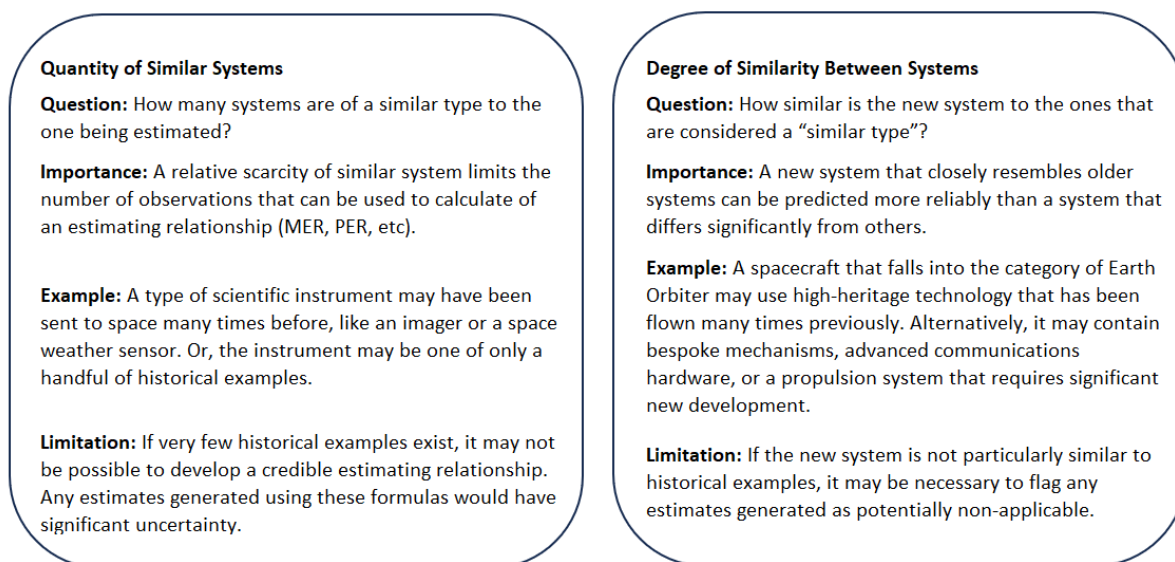 Quantity of Similar Systems
Question: How many systems are of a similar type to the
one being estimated?
Importance: A relative scarcity of similar system limits the
number of observations that can be used to calculate of
an estimating relationship (MER, PER, etc).
Example: A type of scientific instrument may have been
sent to space many times before, like an imager or a space
weather sensor. Or, the instrument may be one of only a
handful of historical examples.
Limitation: If very few historical examples exist, it may not
be possible to develop a credible estimating relationship.
Any estimates generated using these formulas would have
significant uncertainty.
Degree of Similarity Between Systems
Question: How similar is the new system to the ones that
are considered a “similar type”?
Importance: A new system that closely resembles older
systems can be predicted more reliably than a system that
differs significantly from others.
Example: A spacecraft that falls into the category of Earth
Orbiter may use high-heritage technology that has been
flown many times previously. Alternatively, it may contain
bespoke mechanisms, advanced communications
hardware, or a propulsion system that requires significant
new development.
Limitation: If the new system is not particularly similar to
historical examples, it may be necessary to flag any
estimates generated as potentially non-applicable.